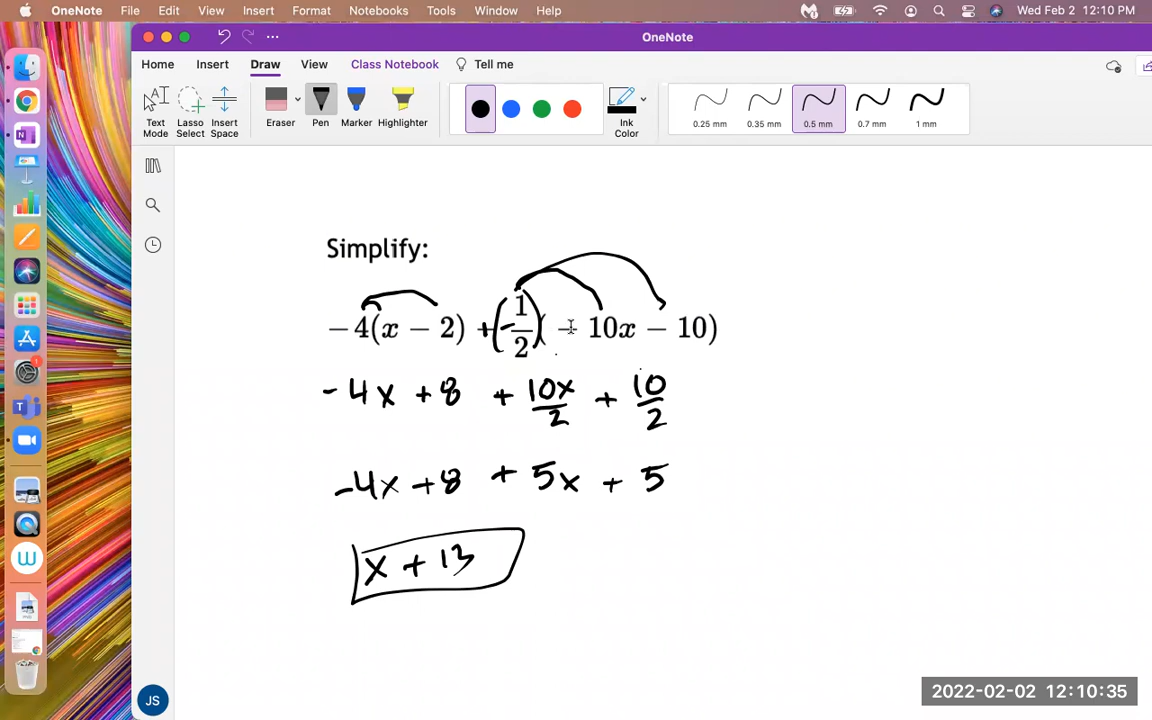 OneNote File Edit View Insert Format Notebooks Tools Window Help Wed Feb 2 12:10 PM
OneNote
Home Insert Draw View Class Notebook Tell me
Text Mode Lasso Select Insert Space Eraser Pen Marker Highlighter Ink Color 0.25 mm 0.35 mm 0.5 mm 0.7 mm 1 mm
Simplify:
−4(x − 2) + (−1/2)(−10x − 10)
-4x +8 + 10x/2 + 10/2
-4x +8 + 5x + 5
x + 13
JS
2022-02-02 12:10:35